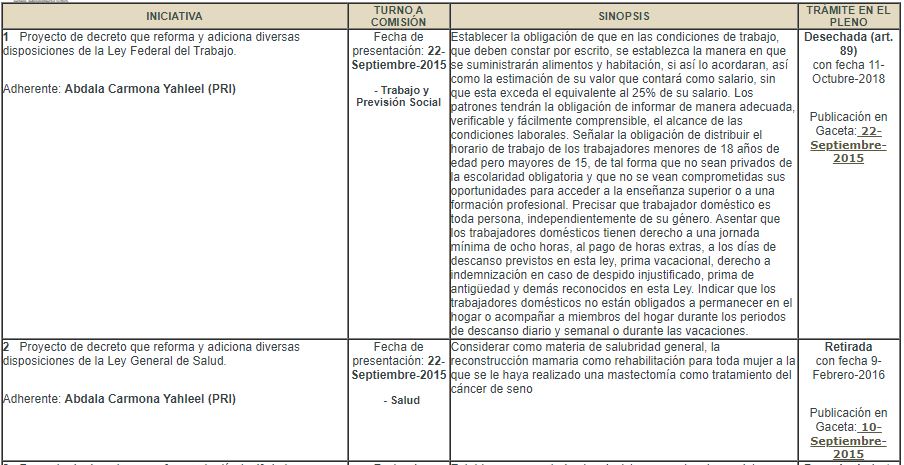 INICIATIVA
TURNO A
COMISIÓN
SINOPSIS
TRÁMITE EN EL
PLENO
1 Proyecto de decreto que reforma y adiciona diversas
disposiciones de la Ley Federal del Trabajo.
Adherente: Abdala Carmona Yahleel (PRI)
Fecha de
presentación: 22-
Septiembre-2015
- Trabajo y
Previsión Social
Establecer la obligación de que en las condiciones de trabajo,
que deben constar por escrito, se establezca la manera en que
se suministrarán alimentos y habitación, si así lo acordaran, así
como la estimación de su valor que contará como salario, sin
que esta exceda el equivalente al 25% de su salario. Los
patrones tendrán la obligación de informar de manera adecuada,
verificable y fácilmente comprensible, el alcance de las
condiciones laborales. Señalar la obligación de distribuir el
horario de trabajo de los trabajadores menores de 18 años de
edad pero mayores de 15, de tal forma que no sean privados de
la escolaridad obligatoria y que no se vean comprometidas sus
oportunidades para acceder a la enseñanza superior o a una
formación profesional. Precisar que trabajador doméstico es
toda persona, independientemente de su género. Asentar que
los trabajadores domésticos tienen derecho a una jornada
mínima de ocho horas, al pago de horas extras, a los días de
descanso previstos en esta ley, prima vacacional, derecho a
indemnización en caso de despido injustificado, prima de
antigüedad y demás reconocidos en esta Ley. Indicar que los
trabajadores domésticos no están obligados a permanecer en el
hogar o acompañar a miembros del hogar durante los periodos
de descanso diario y semanal o durante las vacaciones.
Desechada (art.
89)
con fecha 11-
Octubre-2018
Publicación en
Gaceta: 22-
Septiembre-
2015
2 Proyecto de decreto que reforma y adiciona diversas
disposiciones de la Ley General de Salud.
Adherente: Abdala Carmona Yahleel (PRI)
Fecha de
presentación: 22-
Septiembre-2015
- Salud
Considerar como materia de salubridad general, la
reconstrucción mamaria como rehabilitación para toda mujer a la
que se le haya realizado una mastectomía como tratamiento del
cáncer de seno
Retirada
con fecha 9-
Febrero-2016
Publicación en
Gaceta: 10-
Septiembre-
2015